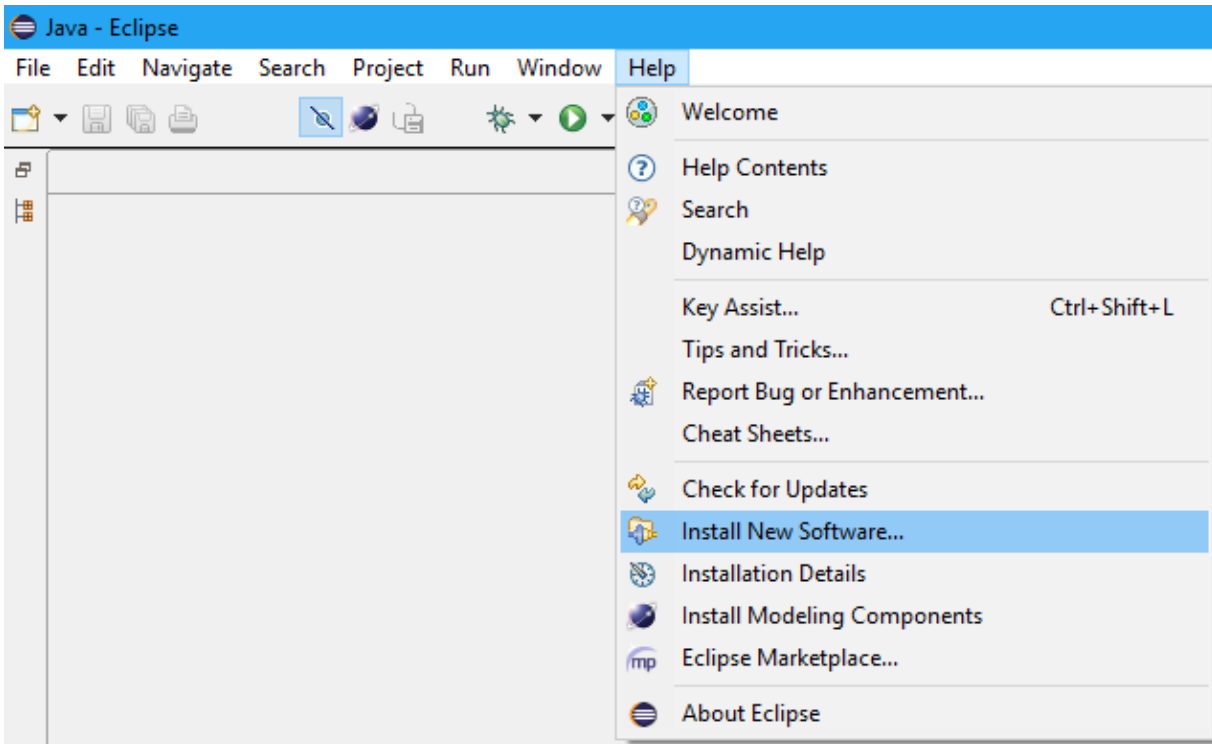 Java - Eclipse
File Edit Navigate Search Project Run Window Help
Welcome
Help Contents
Search
Dynamic Help
Key Assist... Ctrl+Shift+L
Tips and Tricks...
Report Bug or Enhancement...
Cheat Sheets...
Check for Updates
Install New Software...
Installation Details
Install Modeling Components
mp Eclipse Marketplace...
About Eclipse